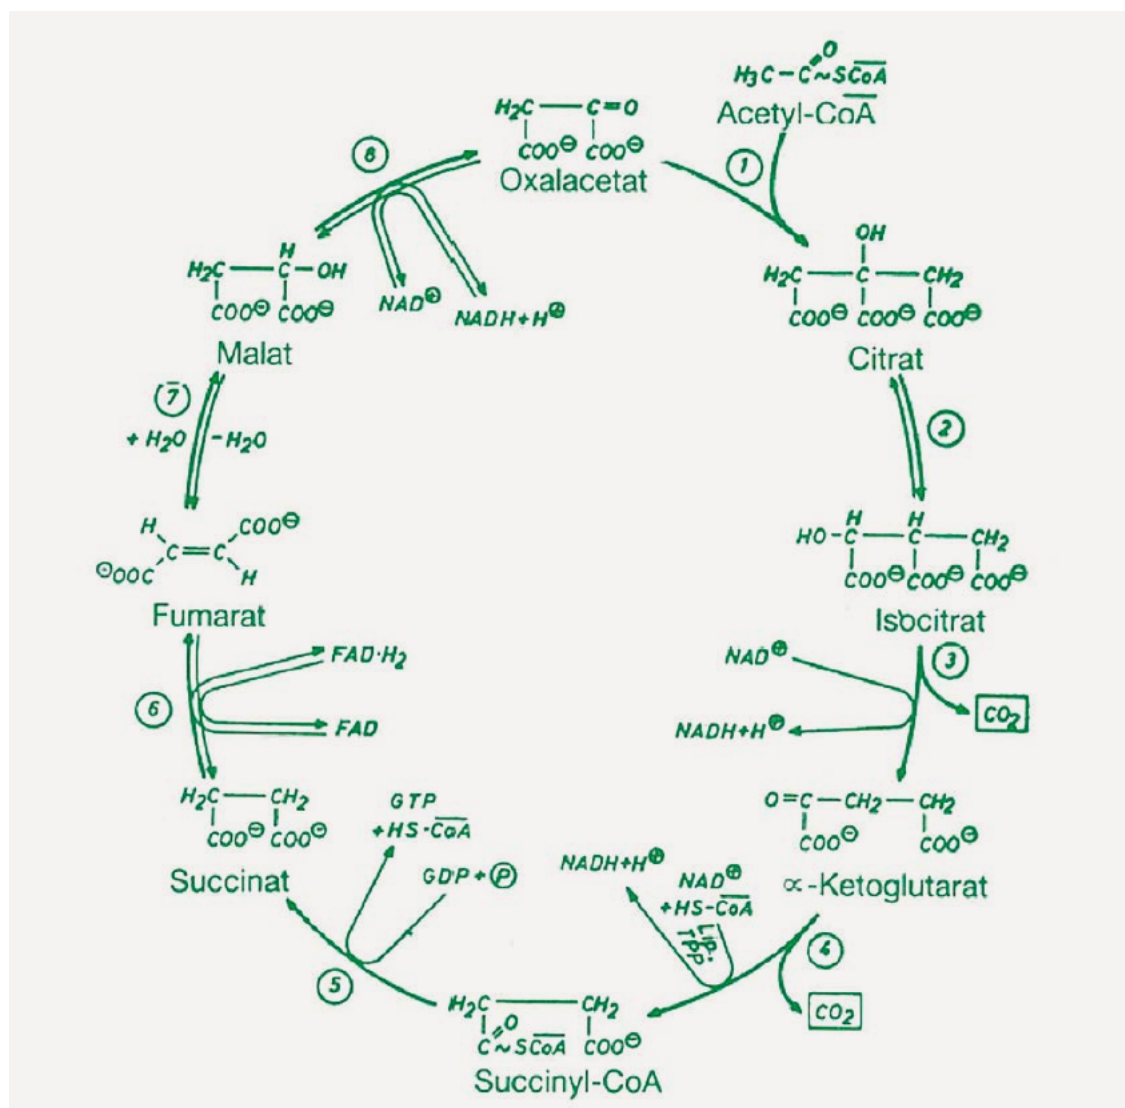 H₃C-C~SCoA
O
Acetyl-CoA
H₂C C=O
COO⊖ COO⊖
Oxalacetat
8
1
OH
H₂C C CH₂
COO⊖ COO⊖ COO⊖
Citrat
H
H₂C C-OH
COO⊖ COO⊖
Malat
NAD⊕
NADH+H⊕
7
+H₂O -H₂O
2
H COO⊖
C=C
⊖OOC H
Fumarat
H H
HO-C C CH₂
COO⊖ COO⊖ COO⊖
Isocitrat
FAD·H₂
6
FAD
NAD⊕
3
CO₂
NADH+H⊕
H₂C CH₂
COO⊖ COO⊖
Succinat
GTP
+HS-CoA
GDP+P
O=C-CH₂-CH₂
COO⊖ COO⊖
α-Ketoglutarat
NADH+H⊕
NAD⊕
+HS-CoA
Lip.
TPP
4
CO₂
5
H₂C CH₂
O
C~SCoA COO⊖
Succinyl-CoA